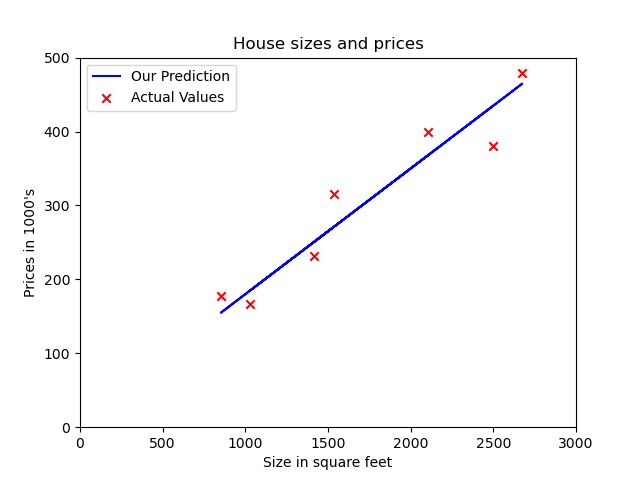 House sizes and prices
Our Prediction
Actual Values
Prices in 1000's
500
400
300
200
100
0
0 500 1000 1500 2000 2500 3000
Size in square feet